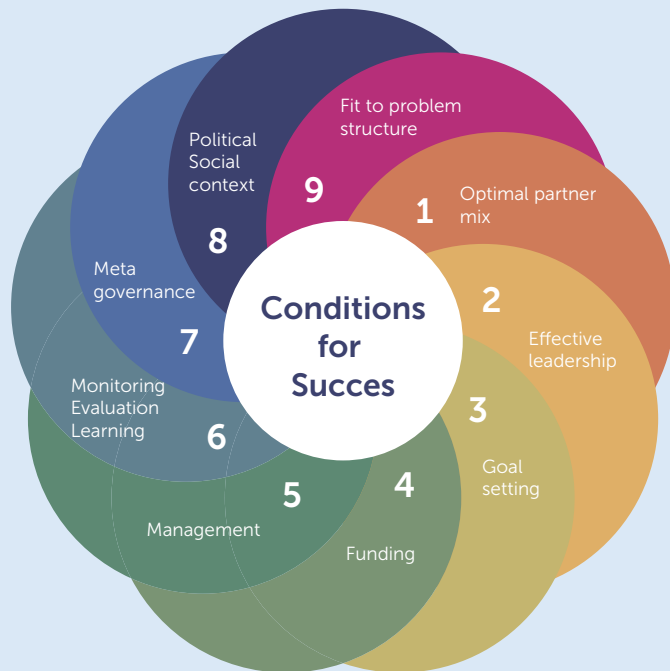 Conditions
for
Succes
1
Optimal partner
mix
2
Effective
leadership
3
Goal
setting
4
Funding
5
Management
6
Monitoring
Evaluation
Learning
7
Meta
governance
8
Political
Social
context
9
Fit to problem
structure